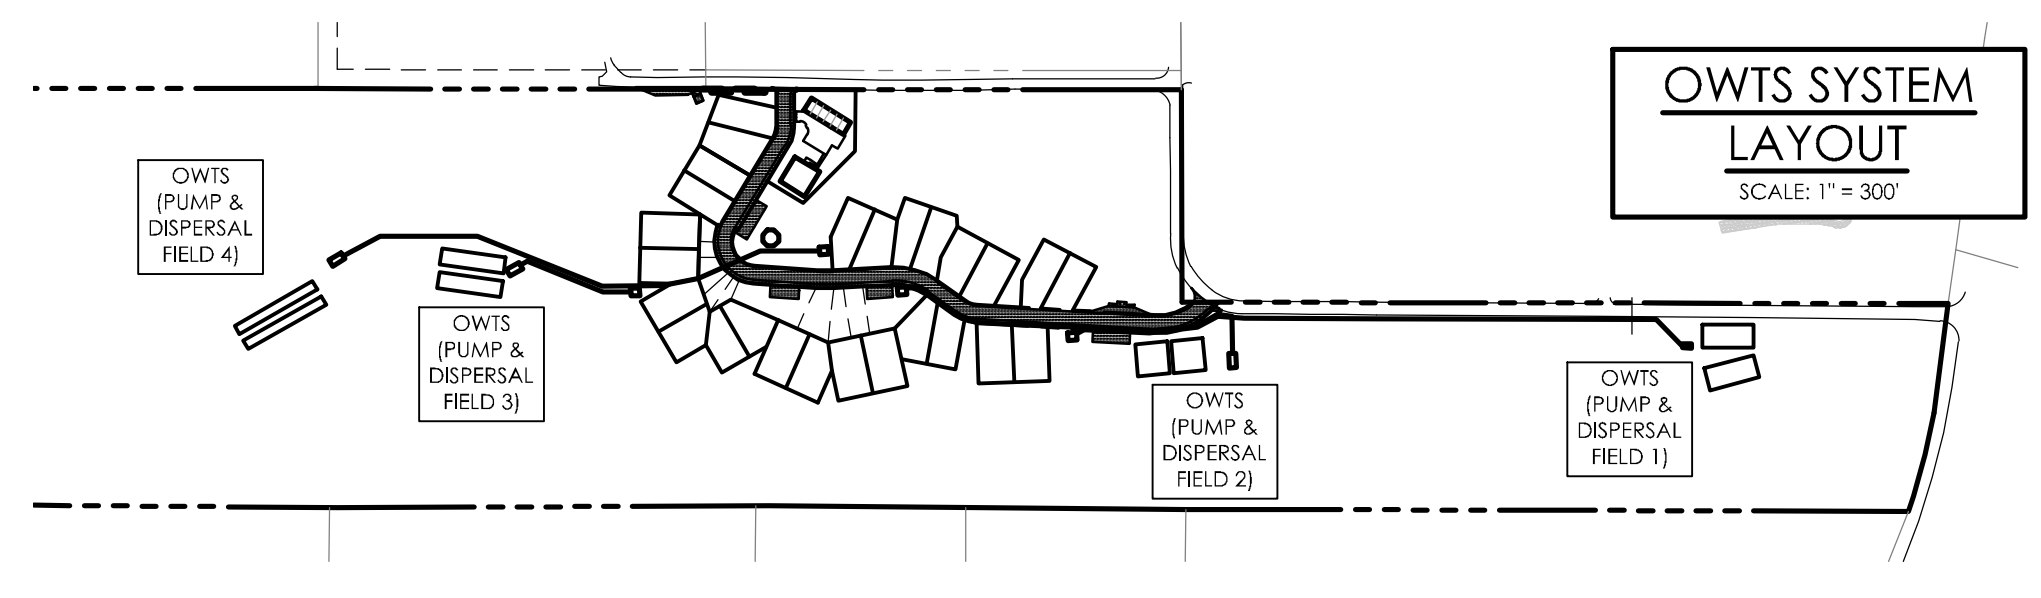 OWTS SYSTEM
LAYOUT
SCALE: 1" = 300'
OWTS
(PUMP &
DISPERSAL
FIELD 4)
OWTS
(PUMP &
DISPERSAL
FIELD 3)
OWTS
(PUMP &
DISPERSAL
FIELD 2)
OWTS
(PUMP &
DISPERSAL
FIELD 1)